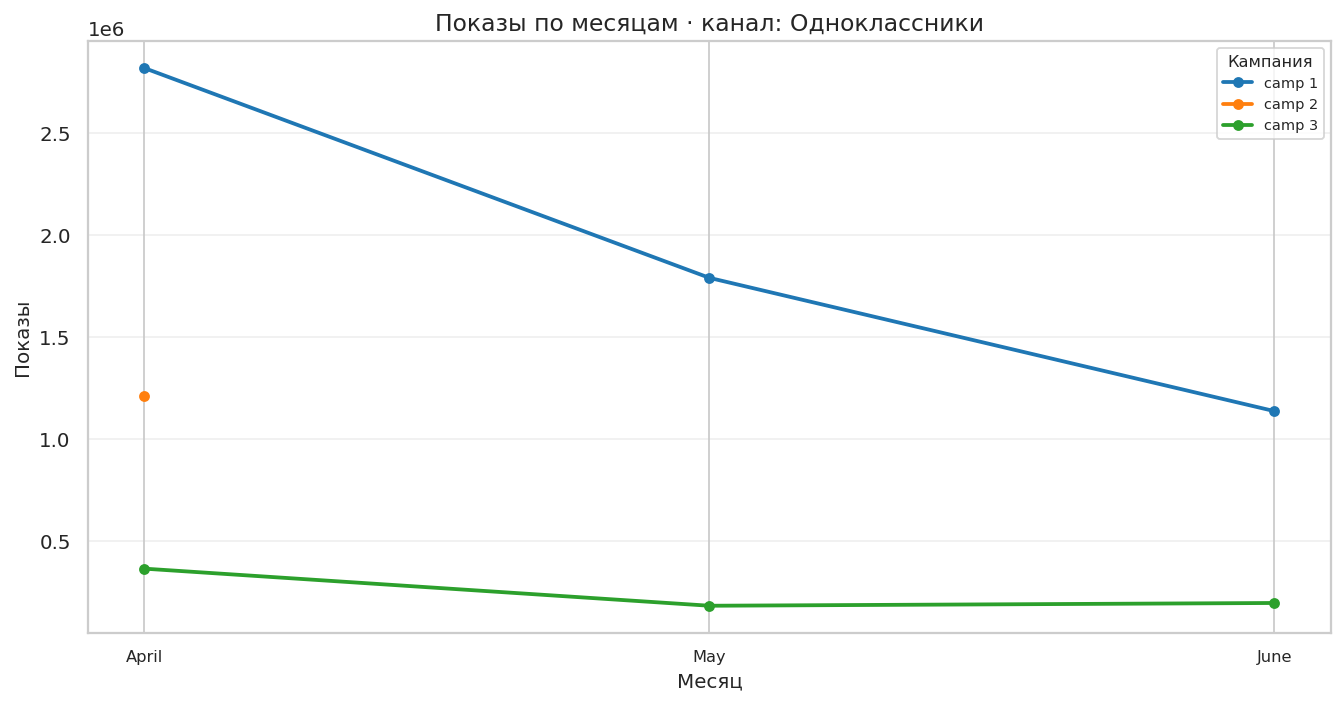 Показы по месяцам · канал: Одноклассники
1e6
Кампания
camp 1
camp 2
camp 3
2.5
2.0
1.5
1.0
0.5
Показы
April
May
June
Месяц